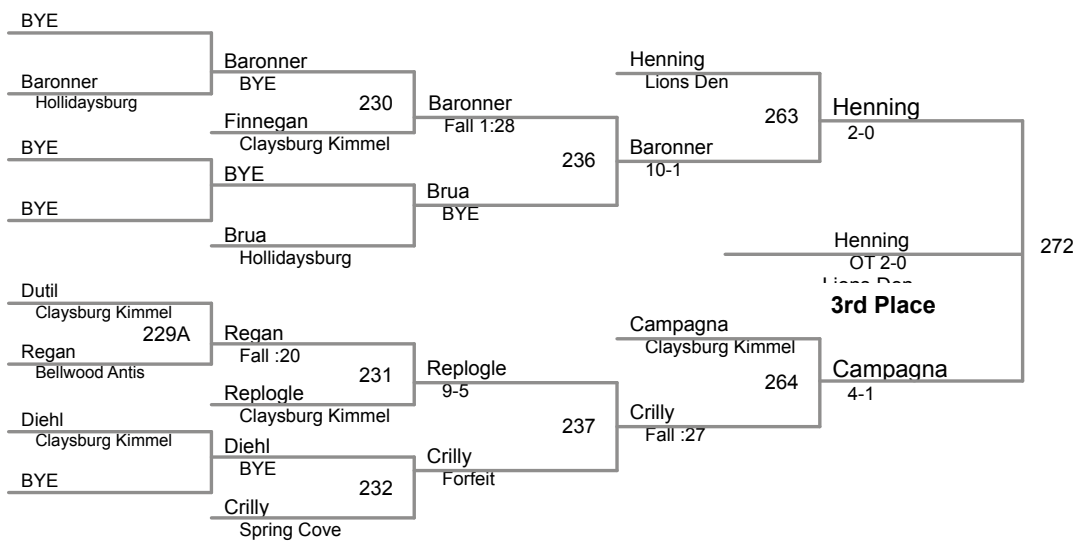 BYE
Baronner
Hollidaysburg
BYE
BYE
Dutil
Claysburg Kimmel
229A
Regan
Bellwood Antis
Diehl
Claysburg Kimmel
BYE
Baronner
BYE
230
Finnegan
Claysburg Kimmel
BYE
Brua
Hollidaysburg
Regan
Fall :20
231
Replogle
Claysburg Kimmel
Diehl
BYE
232
Crilly
Spring Cove
Baronner
Fall 1:28
236
Brua
BYE
Replogle
9-5
237
Crilly
Forfeit
Henning
Lions Den
263
Baronner
10-1
Campagna
Claysburg Kimmel
264
Crilly
Fall :27
Henning
2-0
272
Campagna
4-1
Henning
OT 2-0
Lions Den
3rd Place